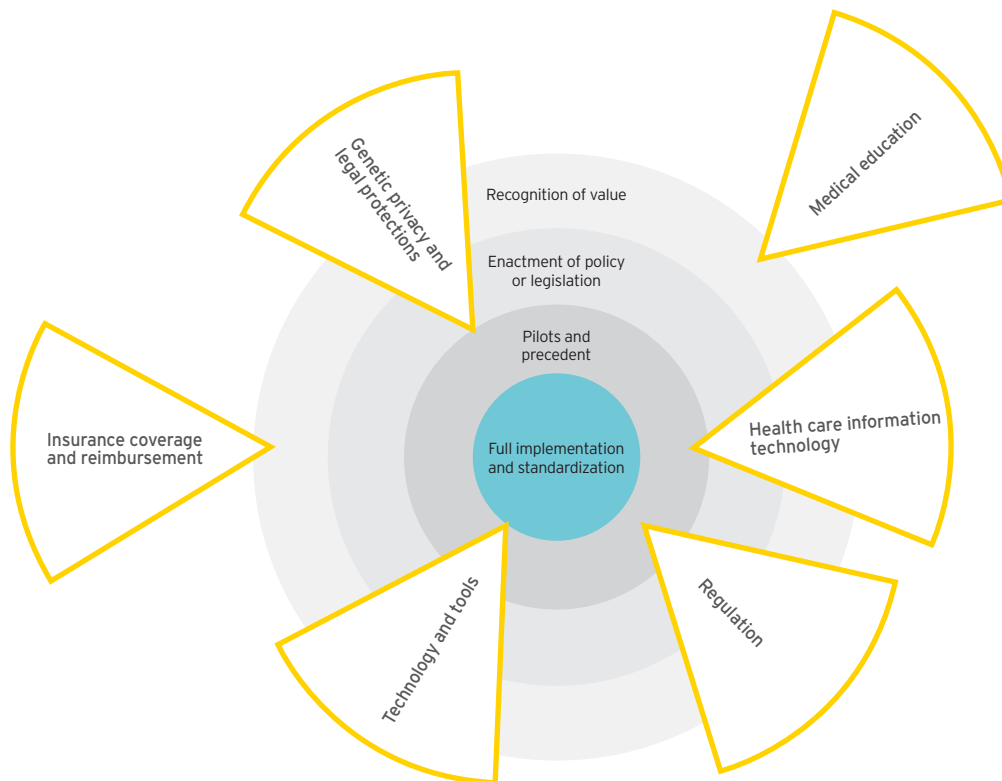 Medical education
Genetic privacy and
legal protections
Recognition of value
Enactment of policy
or legislation
Pilots and
precedent
Insurance coverage
and reimbursement
Full implementation
and standardization
Health care information
technology
Technology and tools
Regulation